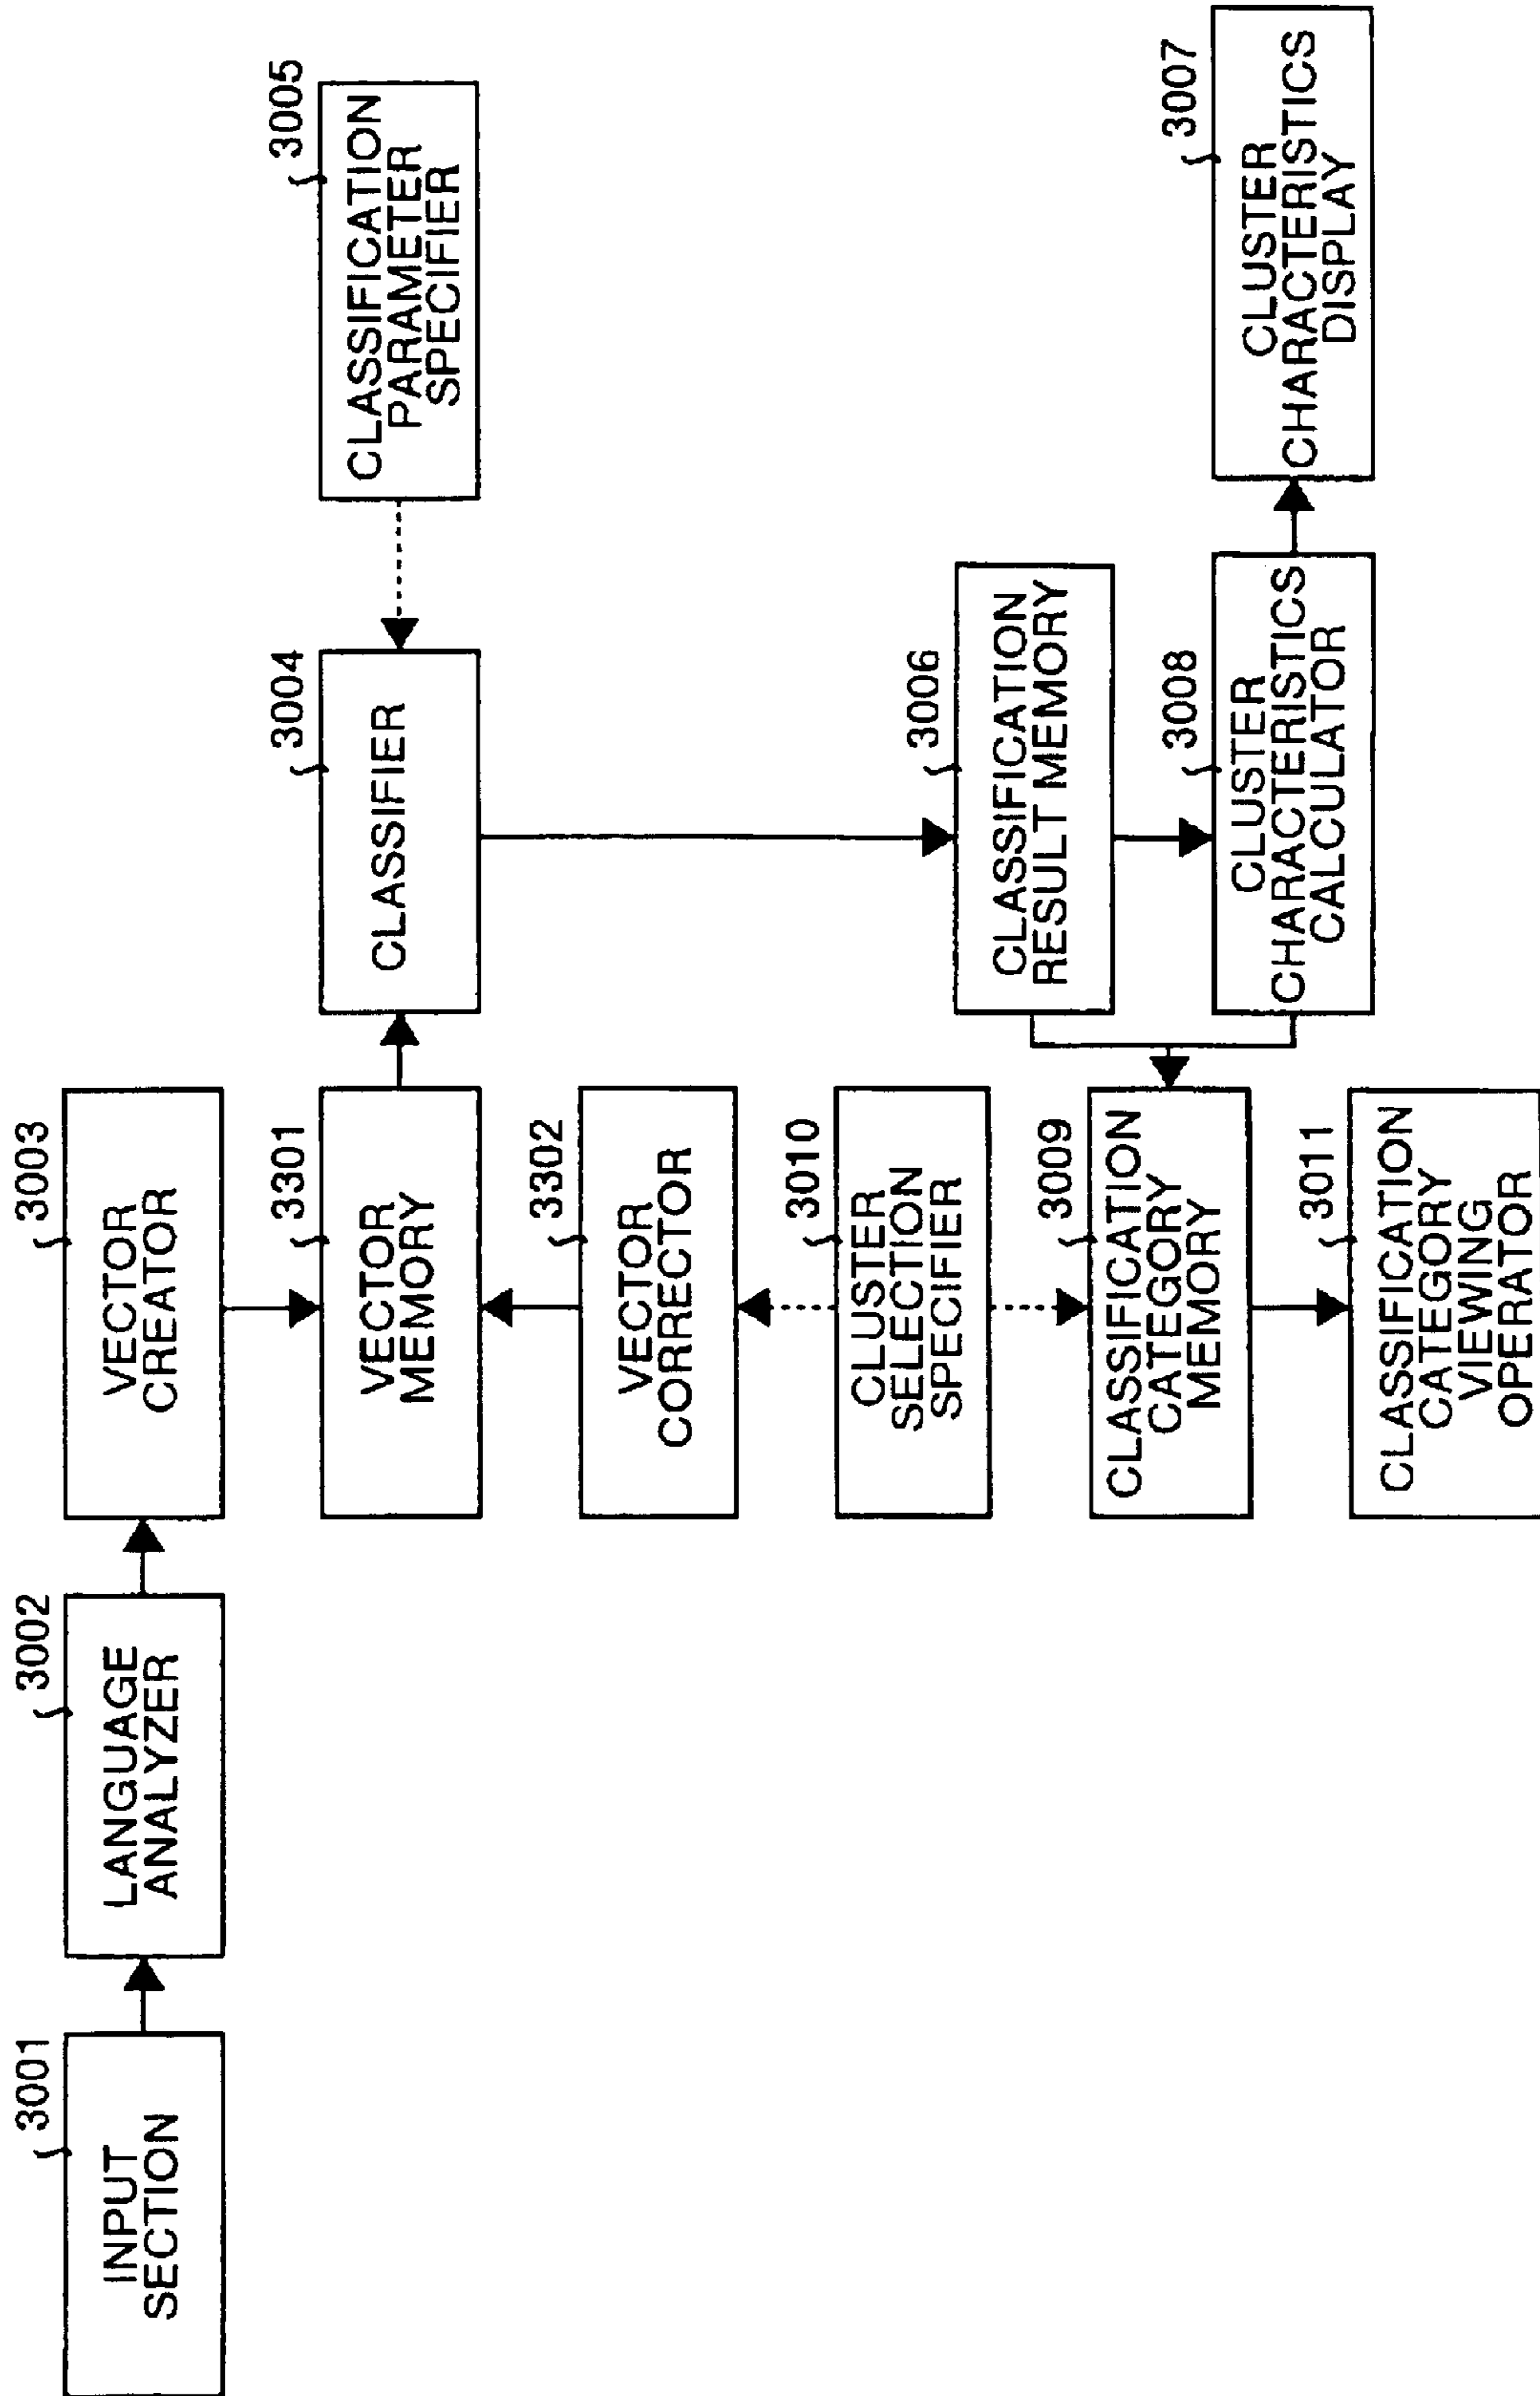 3001
INPUT
SECTION
3002
LANGUAGE
ANALYZER
3003
VECTOR
CREATOR
3301
VECTOR
MEMORY
3004
CLASSIFIER
3005
CLASSIFICATION
PARAMETER
SPECIFIER
3302
VECTOR
CORRECTOR
3010
CLUSTER
SELECTION
SPECIFIER
3006
CLASSIFICATION
RESULT MEMORY
3009
CLASSIFICATION
CATEGORY
MEMORY
3008
CLUSTER
CHARACTERISTICS
CALCULATOR
3007
CLUSTER
CHARACTERISTICS
DISPLAY
3011
CLASSIFICATION
CATEGORY
VIEWING
OPERATOR